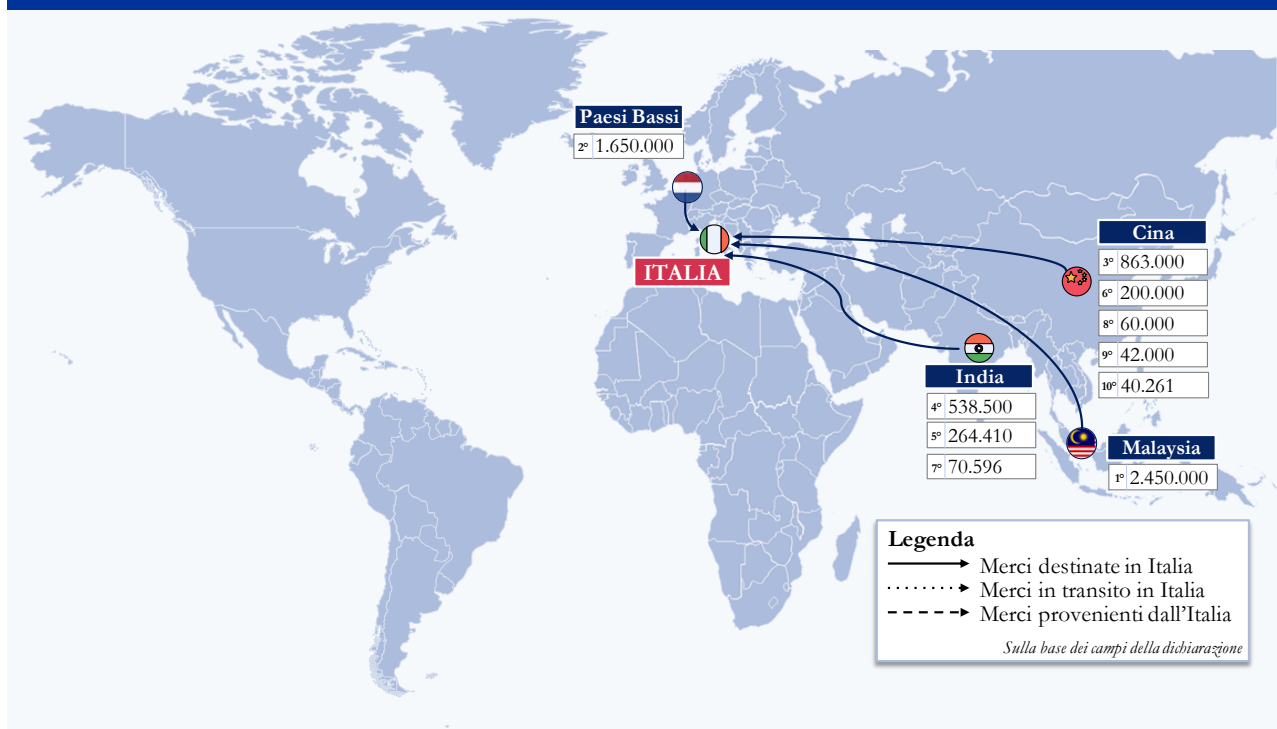 Paesi Bassi
2° 1.650.000
ITALIA
Cina
3° 863.000
6° 200.000
8° 60.000
9° 42.000
10° 40.261
India
4° 538.500
5° 264.410
7° 70.596
Malaysia
1° 2.450.000
Legenda
Merci destinate in Italia
Merci in transito in Italia
Merci provenienti dall'Italia
Sulla base dei campi della dichiarazione